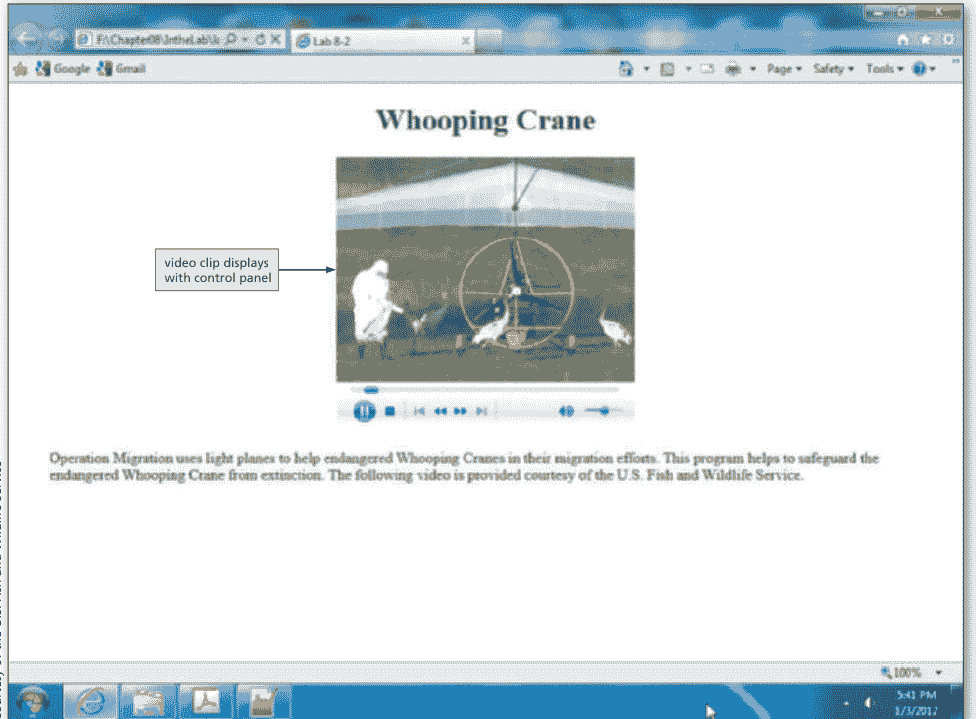 F:\Chapter08\IntheLab\l
Lab 8-2
Google Gmail
Page Safety Tools
Whooping Crane
video clip displays
with control panel
Operation Migration uses light planes to help endangered Whooping Cranes in their migration efforts. This program helps to safeguard the
endangered Whooping Crane from extinction. The following video is provided courtesy of the U.S. Fish and Wildlife Service.
100%
5:41 PM
1/3/2012